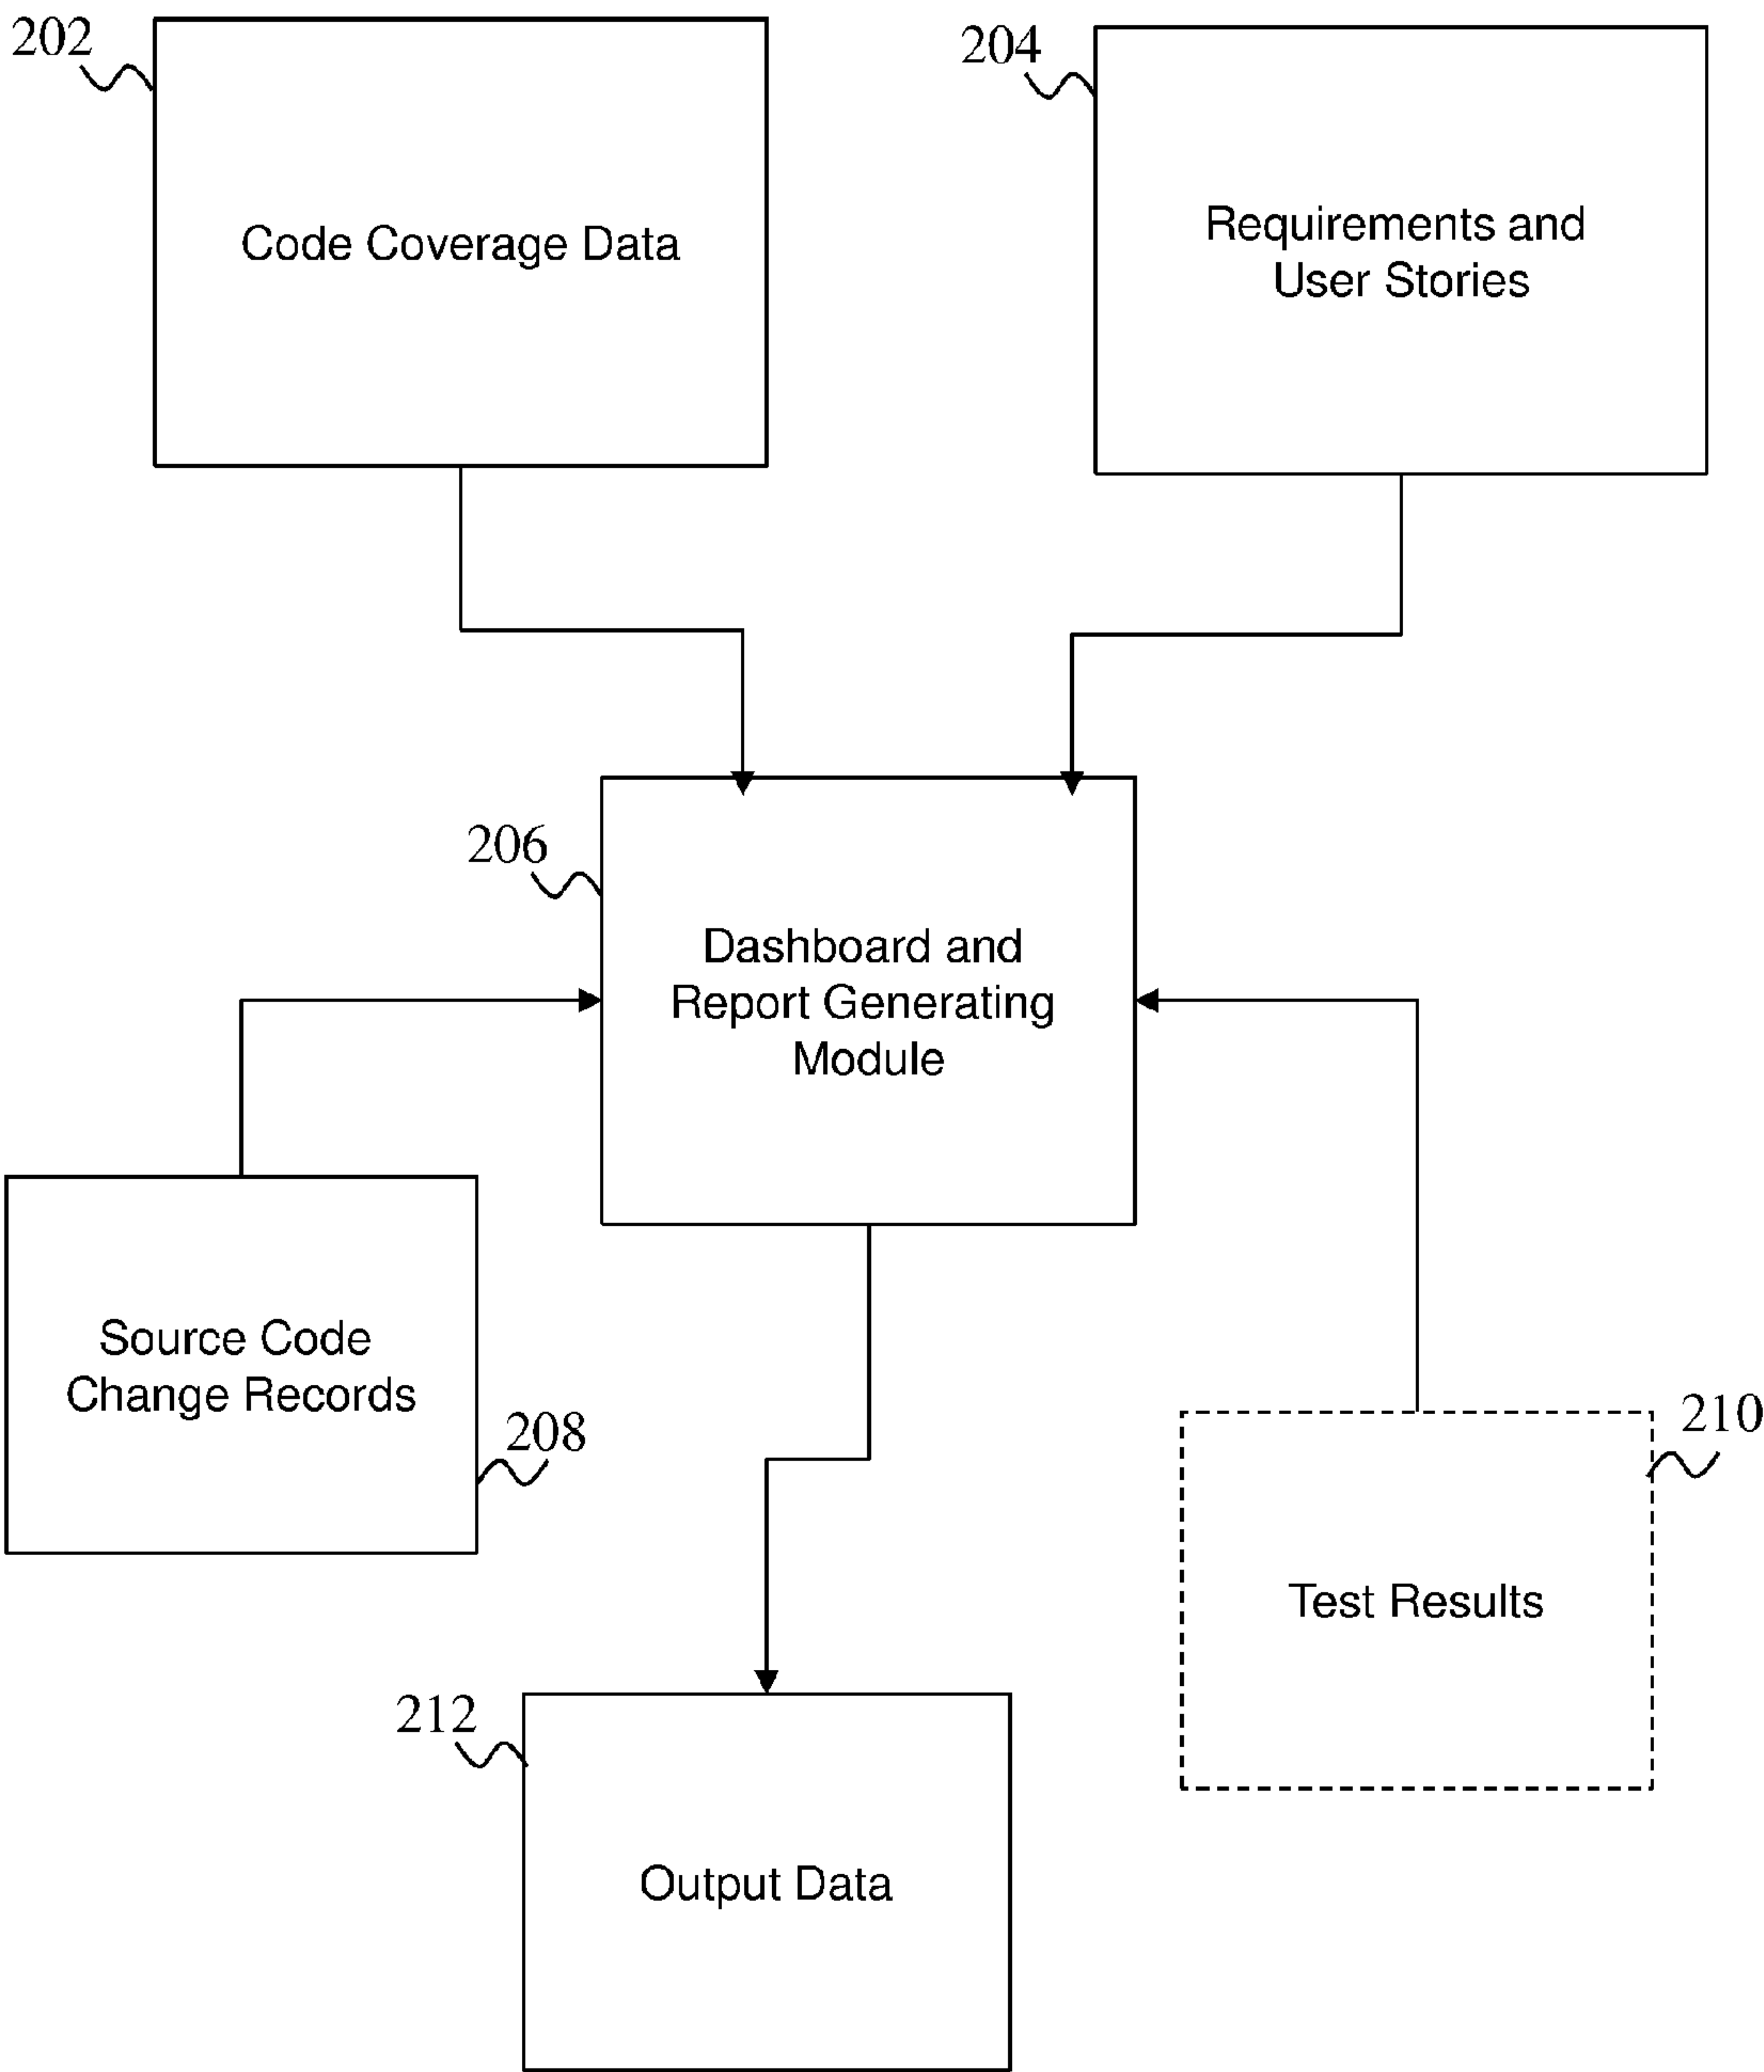 202
204
Code Coverage Data
Requirements and
User Stories
206
Dashboard and
Report Generating
Module
Source Code
Change Records
208
210
Test Results
212
Output Data